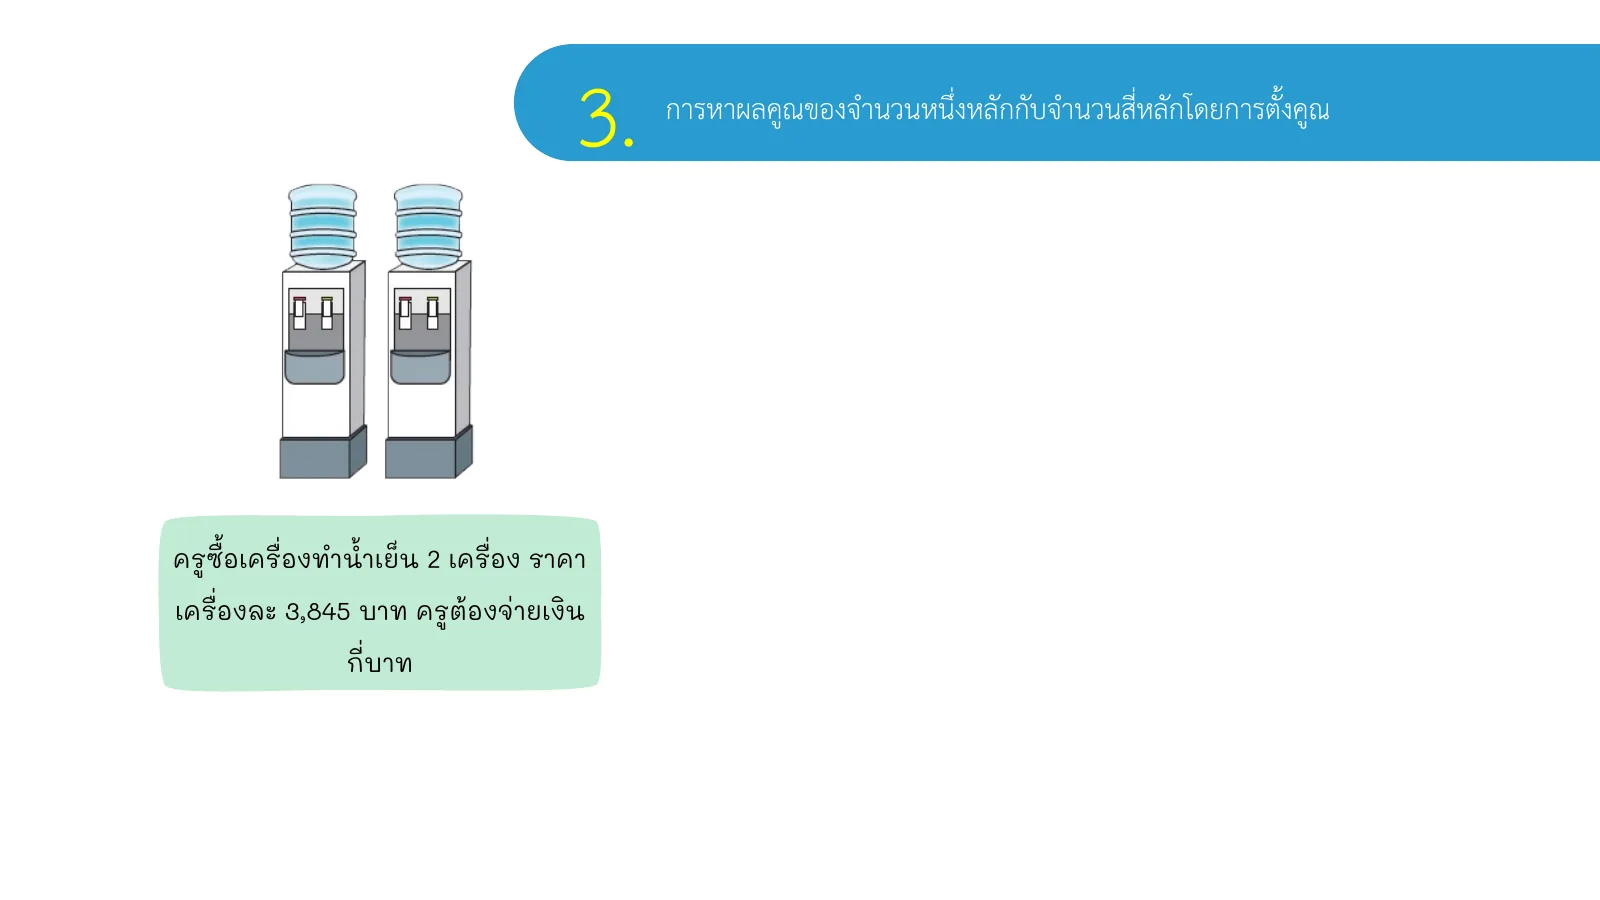 3. การหาผลคูณของจำนวนหนึ่งหลักกับจำนวนสี่หลักโดยการตั้งคูณ
ครูซื้อเครื่องทำน้ำเย็น 2 เครื่อง ราคา
เครื่องละ 3,845 บาท ครูต้องจ่ายเงิน
กี่บาท